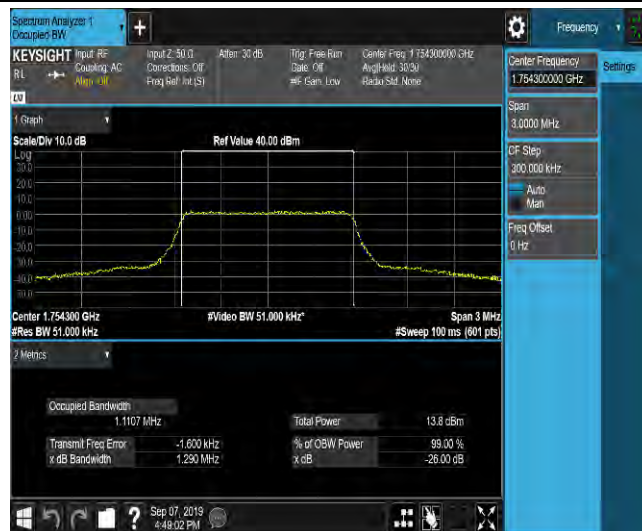 Spectrum Analyzer 1
Occupied BW
+
Frequency
KEYSIGHT
RL
Input: RF
Coupling: AC
Align: Off
Input Z: 50 Ω
Corrections: Off
Freq Ref: Int (S)
Atten: 30 dB
Trig: Free Run
Gate: Off
#IF Gain: Low
Center Freq: 1.754300000 GHz
Avg|Hold: 30/30
Radio Std: None
Center Frequency
1.754300000 GHz
Settings
Span
3.0000 MHz
CF Step
300.000 kHz
Auto
Man
Freq Offset
0 Hz
1 Graph
Scale/Div 10.0 dB
Ref Value 40.00 dBm
Log
30.0
20.0
10.0
0.00
-10.0
-20.0
-30.0
-40.0
-50.0
Center 1.754300 GHz
#Video BW 51.000 kHz*
Span 3 MHz
#Res BW 51.000 kHz
#Sweep 100 ms (601 pts)
2 Metrics
Occupied Bandwidth
1.1107 MHz
Total Power
13.8 dBm
Transmit Freq Error
-1.600 kHz
% of OBW Power
99.00 %
x dB Bandwidth
1.290 MHz
x dB
-26.00 dB
?
Sep 07, 2019
4:49:02 PM